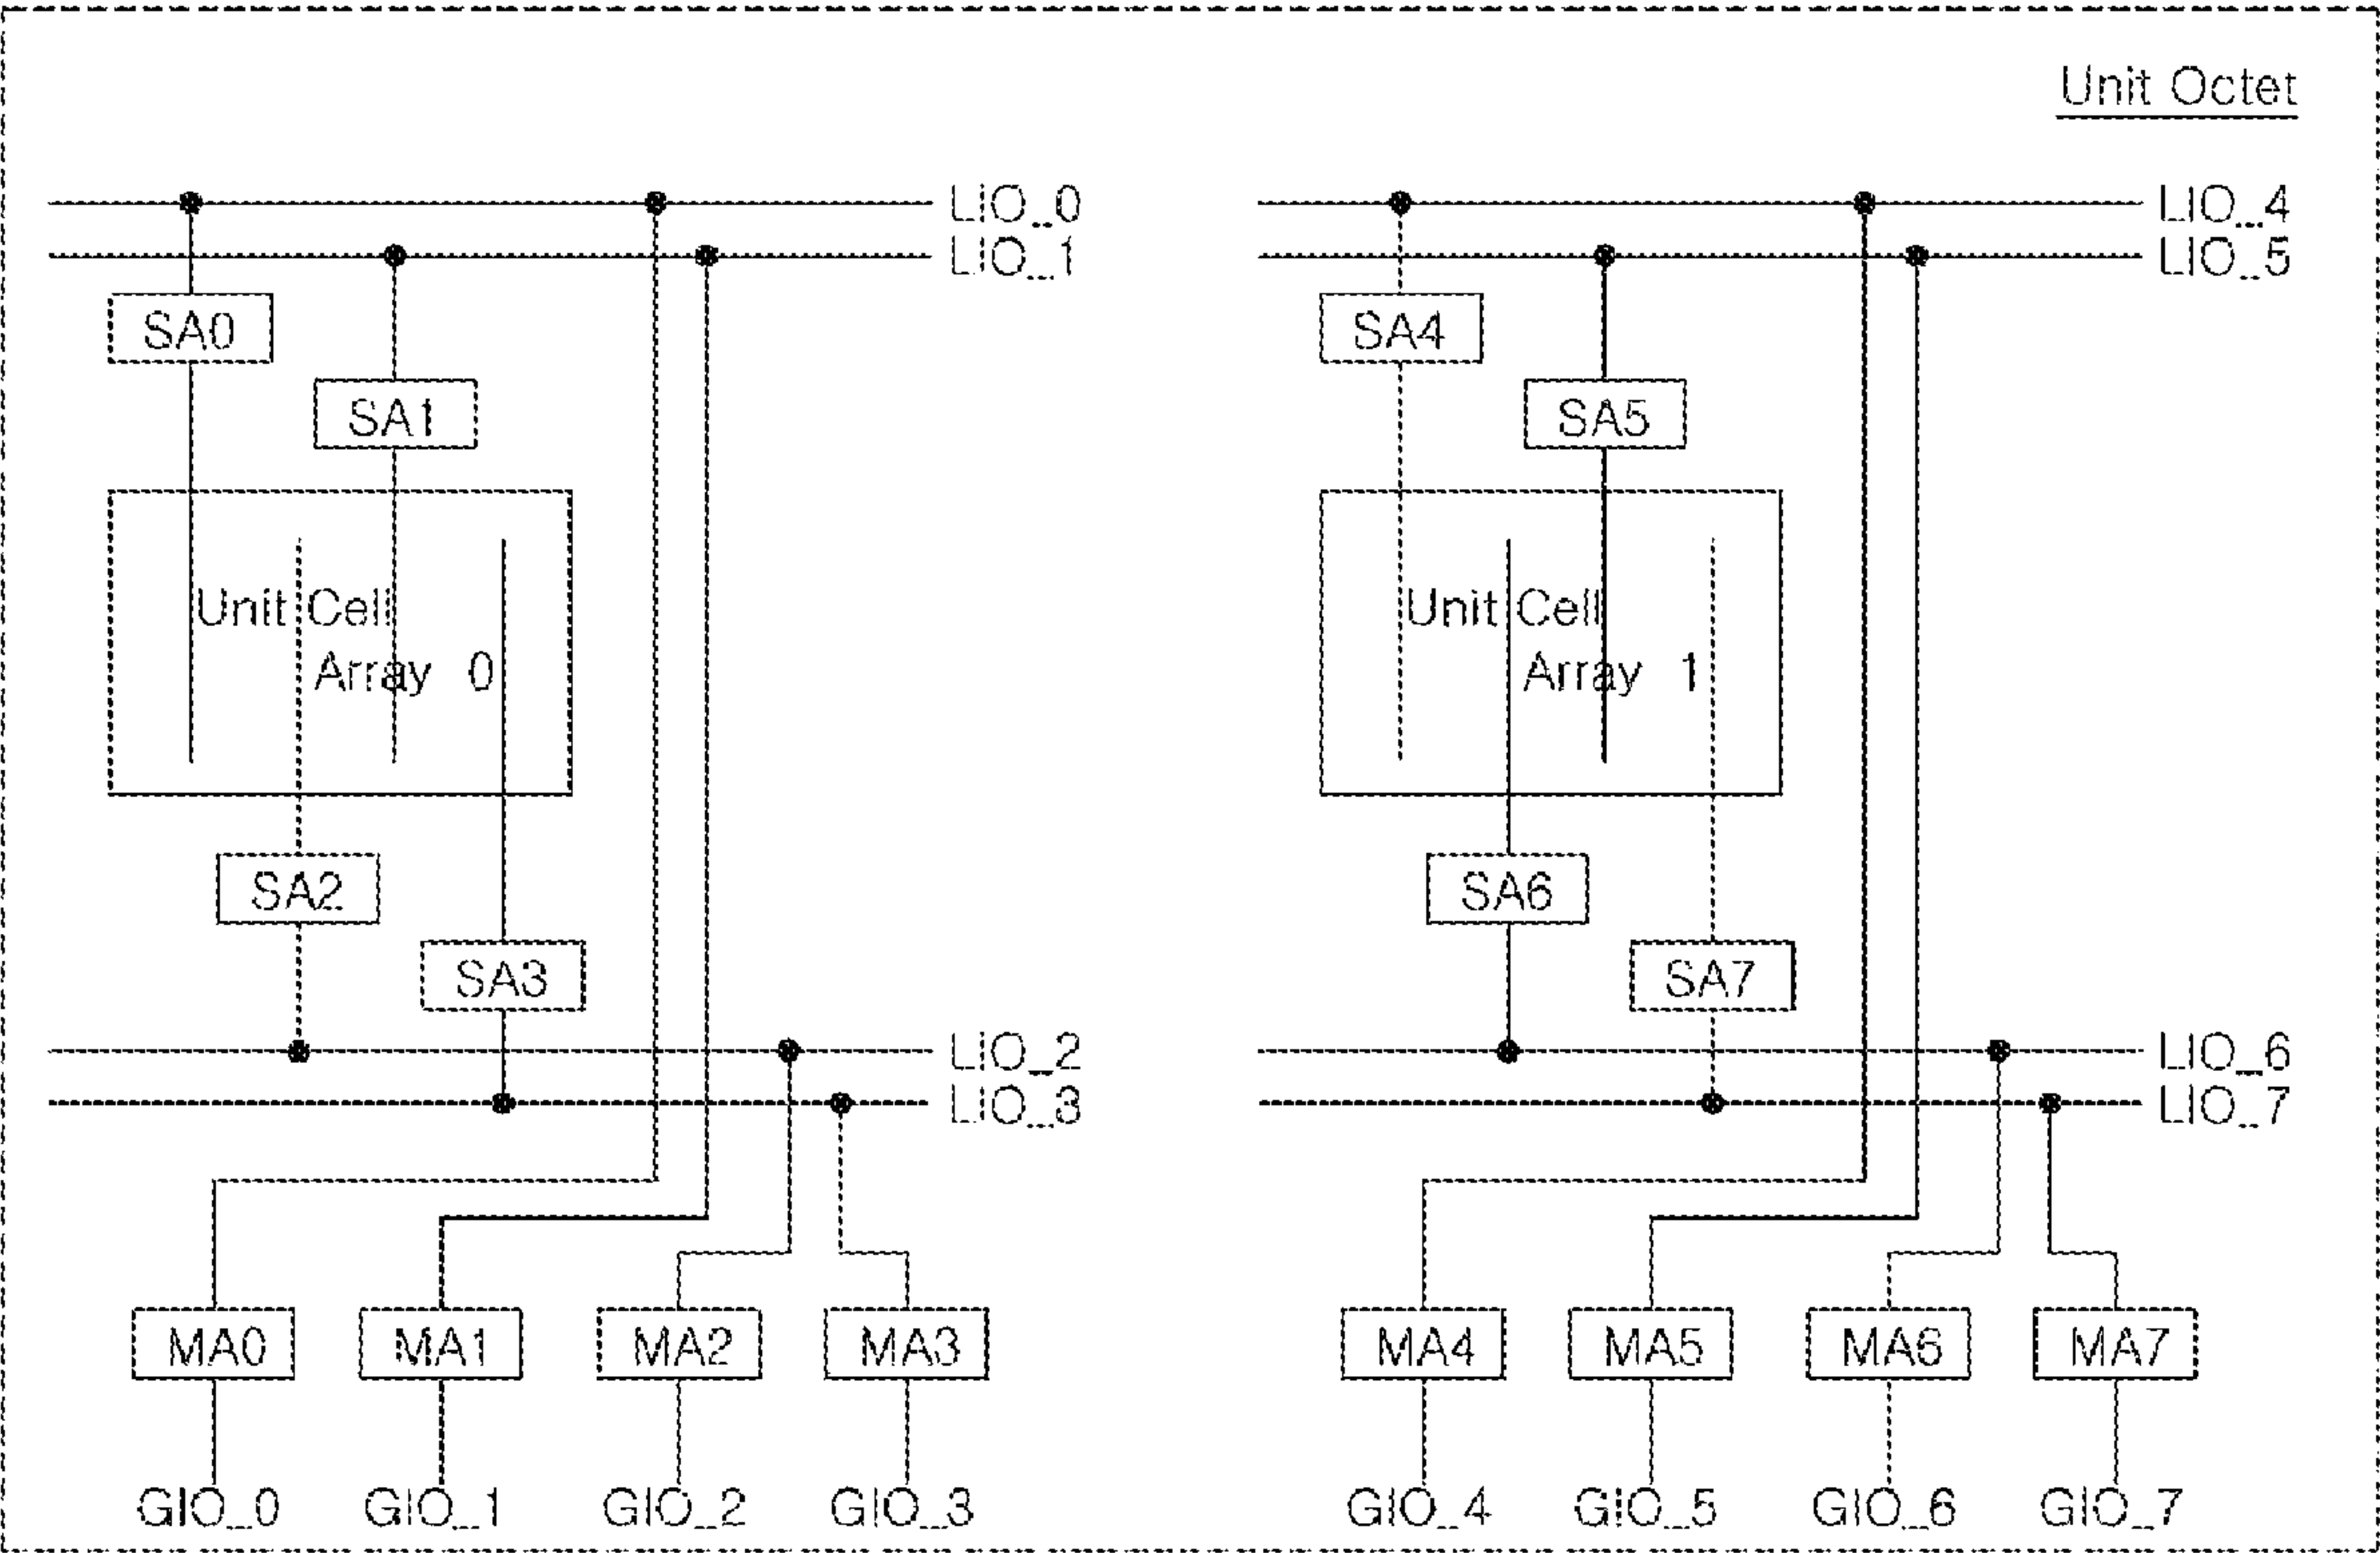 Unit Octet
LIO_0
LIO_4
LIO_1
LIO_5
SA0
SA4
SA1
SA5
Unit Cell
Array 0
Unit Cell
Array 1
SA2
SA6
SA3
SA7
LIO_2
LIO_6
LIO_3
LIO_7
MA0 MA1 MA2 MA3 MA4 MA5 MA6 MA7
GIO_0 GIO_1 GIO_2 GIO_3 GIO_4 GIO_5 GIO_6 GIO_7